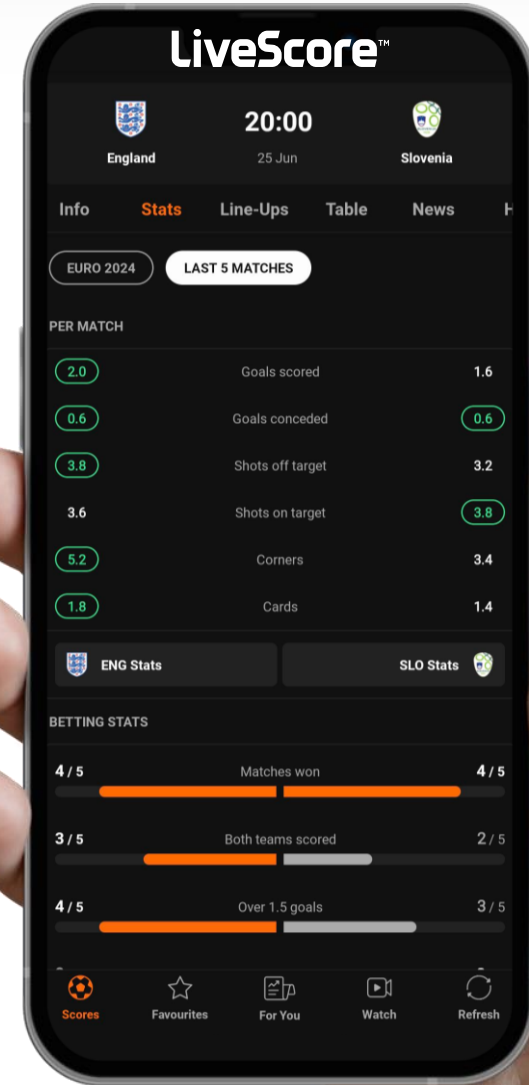 LiveScore™
20:00
England 25 Jun Slovenia
Info Stats Line-Ups Table News H
EURO 2024 LAST 5 MATCHES
PER MATCH
2.0 Goals scored 1.6
0.6 Goals conceded 0.6
3.8 Shots off target 3.2
3.6 Shots on target 3.8
5.2 Corners 3.4
1.8 Cards 1.4
ENG Stats SLO Stats
BETTING STATS
4/5 Matches won 4/5
3/5 Both teams scored 2/5
4/5 Over 1.5 goals 3/5
Scores Favourites For You Watch Refresh